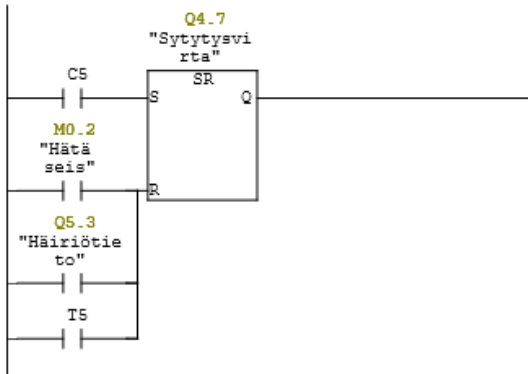 Q4.7
"Sytytysvi
rta"
SR
C5
S
Q
M0.2
"Hätä
seis"
R
Q5.3
"Häiriötie
to"
T5